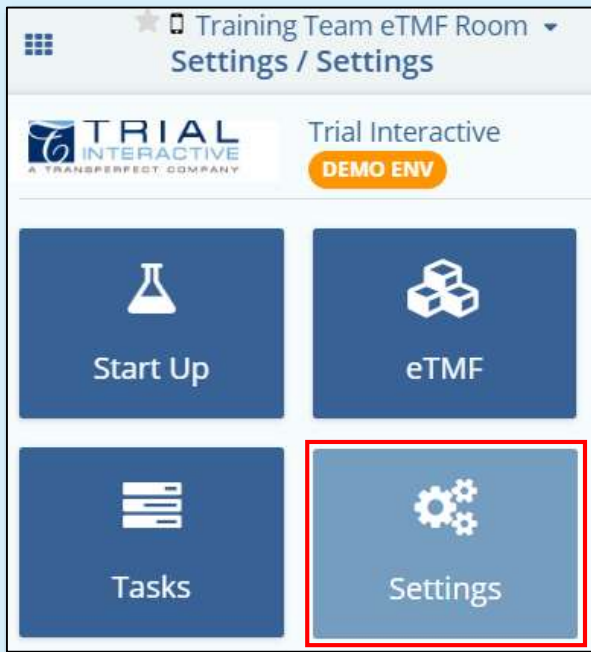 Training Team eTMF Room
Settings / Settings
TRIAL
INTERACTIVE
A TRANSPERFECT COMPANY
Trial Interactive
DEMO ENV
Start Up
eTMF
Tasks
Settings